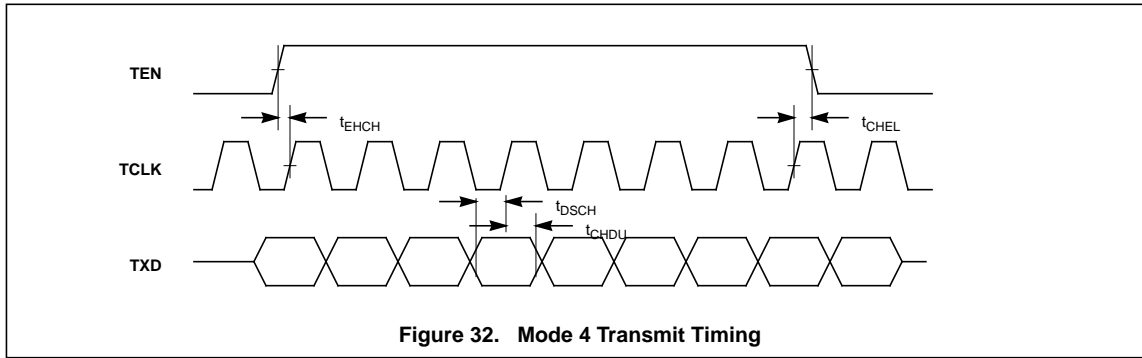 TEN
tEHCH
tCHEL
TCLK
tDSCH
tCHDU
TXD
Figure 32. Mode 4 Transmit Timing